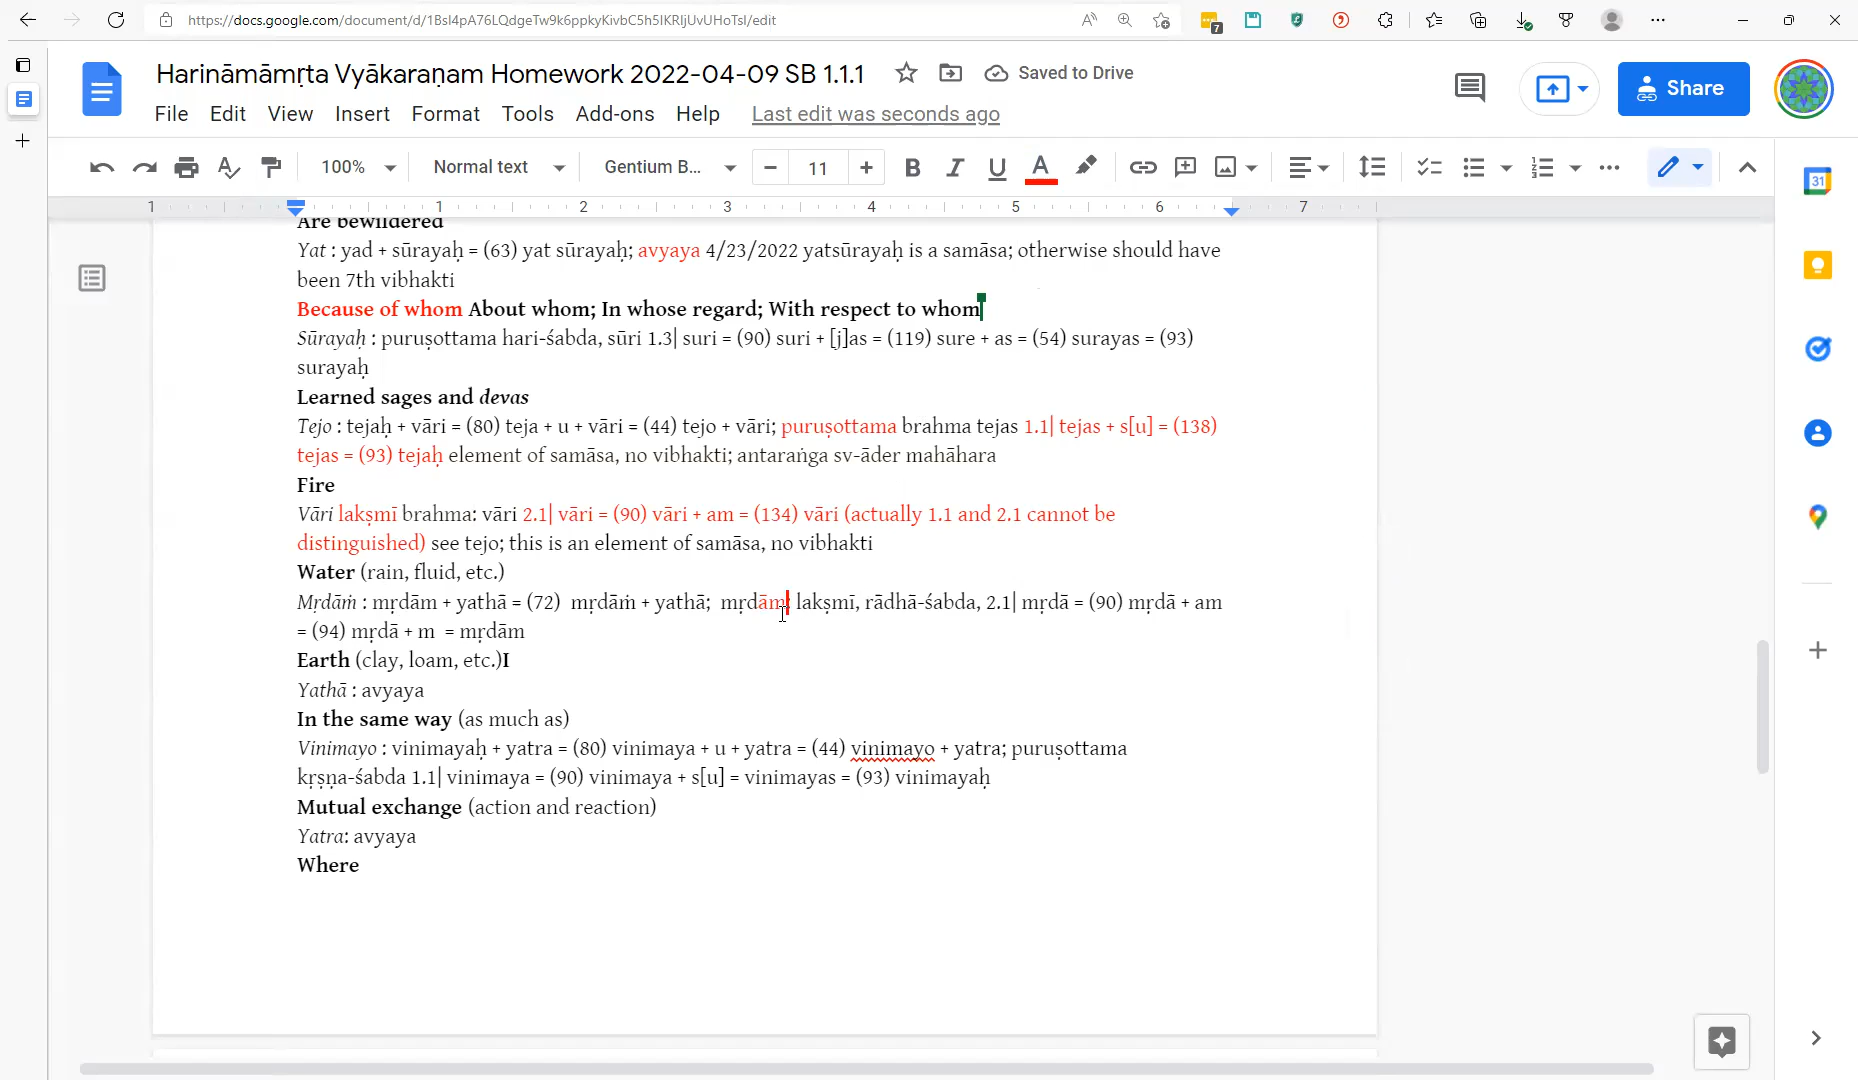 https://docs.google.com/document/d/1BsI4pA76LQdgeTw9k6ppkyKivbC5h5IKRIjUvUHoTsI/edit
7
Harināmāmṛta Vyākaraṇam Homework 2022-04-09 SB 1.1.1
Saved to Drive
Share
File Edit View Insert Format Tools Add-ons Help Last edit was seconds ago
100% Normal text Gentium B... 11
31
1 1 2 3 4 5 6 7
Are bewildered
Yat : yad + sūrayaḥ = (63) yat sūrayaḥ; avyaya 4/23/2022 yatsūrayaḥ is a samāsa; otherwise should have
been 7th vibhakti
Because of whom About whom; In whose regard; With respect to whom
Sūrayaḥ : puruṣottama hari-śabda, sūri 1.3| suri = (90) suri + [j]as = (119) sure + as = (54) surayas = (93)
surayaḥ
Learned sages and devas
Tejo : tejaḥ + vāri = (80) teja + u + vāri = (44) tejo + vāri; puruṣottama brahma tejas 1.1| tejas + s[u] = (138)
tejas = (93) tejaḥ element of samāsa, no vibhakti; antaraṅga sv-āder mahāhara
Fire
Vāri lakṣmī brahma: vāri 2.1| vāri = (90) vāri + am = (134) vāri (actually 1.1 and 2.1 cannot be
distinguished) see tejo; this is an element of samāsa, no vibhakti
Water (rain, fluid, etc.)
Mṛdāṁ : mṛdām + yathā = (72) mṛdāṁ + yathā; mṛdām: lakṣmī, rādhā-śabda, 2.1| mṛdā = (90) mṛdā + am
= (94) mṛdā + m = mṛdām
Earth (clay, loam, etc.)I
Yathā : avyaya
In the same way (as much as)
Vinimayo : vinimayaḥ + yatra = (80) vinimaya + u + yatra = (44) vinimayo + yatra; puruṣottama
kṛṣṇa-śabda 1.1| vinimaya = (90) vinimaya + s[u] = vinimayas = (93) vinimayaḥ
Mutual exchange (action and reaction)
Yatra: avyaya
Where